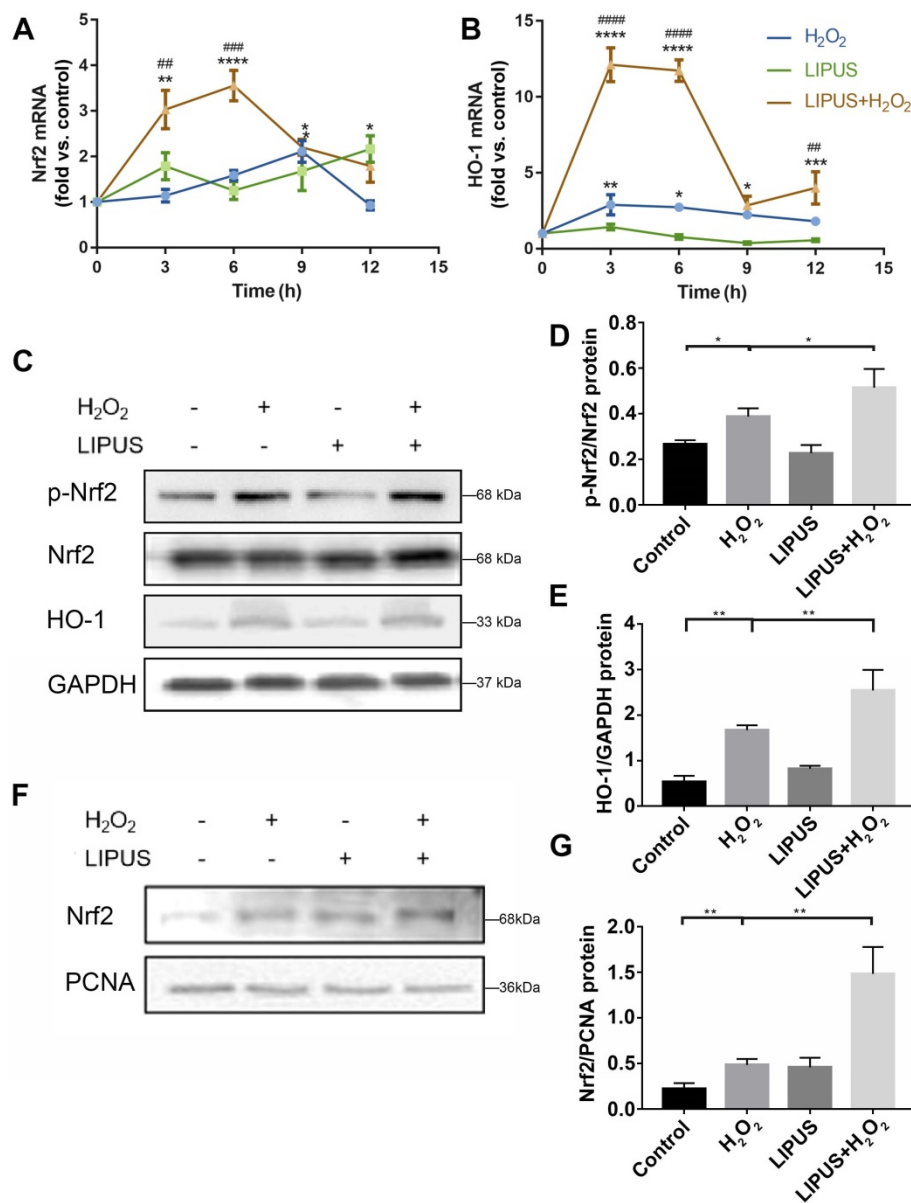 A
Nrf2 mRNA
(fold vs. control)
5
4
3
2
1
0
0 3 6 9 12 15
Time (h)
##
**
###
****
*
*
*
B
HO-1 mRNA
(fold vs. control)
15
10
5
0
0 3 6 9 12 15
Time (h)
####
****
####
****
**
*
*
##
***
H₂O₂
LIPUS
LIPUS+H₂O₂
C
H₂O₂ - + - +
LIPUS - - + +
p-Nrf2 68 kDa
Nrf2 68 kDa
HO-1 33 kDa
GAPDH 37 kDa
D
p-Nrf2/Nrf2 protein
0.8
0.6
0.4
0.2
0.0
* *
Control H₂O₂ LIPUS LIPUS+H₂O₂
E
HO-1/GAPDH protein
4
3
2
1
0
** **
Control H₂O₂ LIPUS LIPUS+H₂O₂
F
H₂O₂ - + - +
LIPUS - - + +
Nrf2 68kDa
PCNA 36kDa
G
Nrf2/PCNA protein
2.0
1.5
1.0
0.5
0.0
** **
Control H₂O₂ LIPUS LIPUS+H₂O₂